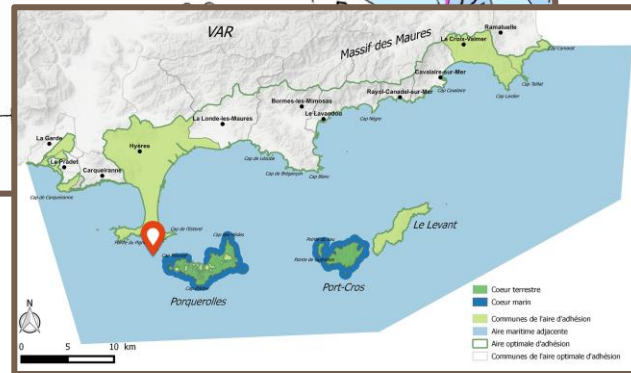 VAR
Massif des Maures
Ramatuelle
La Croix-Valmer
Cap Camarat
Cavalaire-sur-Mer
Cap Taillat
Cap Lardier
Cap Cavalaire
Rayol-Canadel-sur-Mer
Bormes-les-Mimosas
Le Lavandou
Cap Nègre
La Londe-les-Maures
La Garde
Hyères
Le Pradet
Carqueiranne
Cap de Léoube
Cap de Brégançon
Cap Blanc
Cap de Carqueiranne
Cap de l'Esterel
Le Levant
Port-Cros
Porquerolles
N
0 5 10 km
Coeur terrestre
Coeur marin
Communes de l'aire d'adhésion
Aire maritime adjacente
Aire optimale d'adhésion
Communes de l'aire optimale d'adhésion